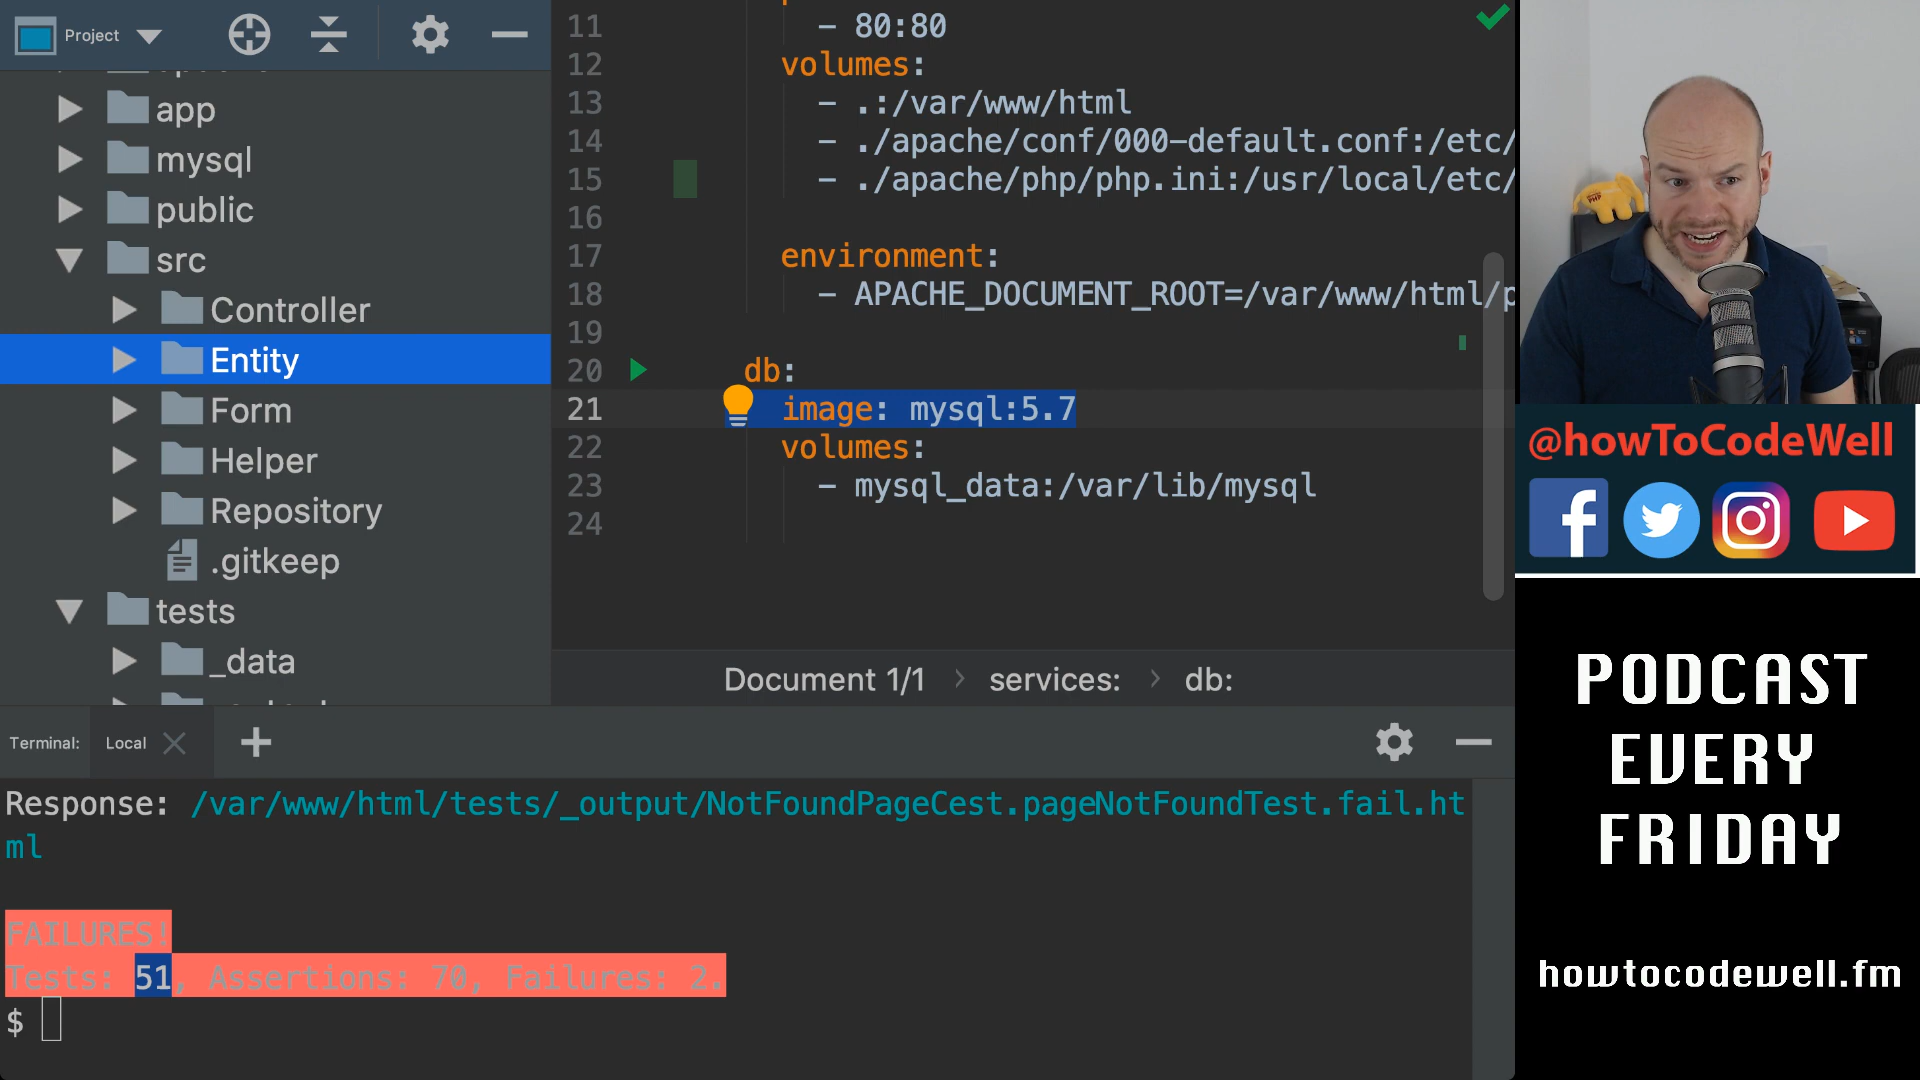 Project
app
mysql
public
src
Controller
Entity
Form
Helper
Repository
.gitkeep
tests
_data
11 - 80:80
12 volumes:
13 - .:/var/www/html
14 - ./apache/conf/000-default.conf:/etc/
15 - ./apache/php/php.ini:/usr/local/etc/
16
17 environment:
18 - APACHE_DOCUMENT_ROOT=/var/www/html/p
19
20 db:
21 image: mysql:5.7
22 volumes:
23 - mysql_data:/var/lib/mysql
24
Document 1/1 › services: › db:
Terminal: Local
Response: /var/www/html/tests/_output/NotFoundPageCest.pageNotFoundTest.fail.ht
ml
FAILURES!
Tests: 51, Assertions: 70, Failures: 2.
$
@howToCodeWell
PODCAST
EVERY
FRIDAY
howtocodewell.fm